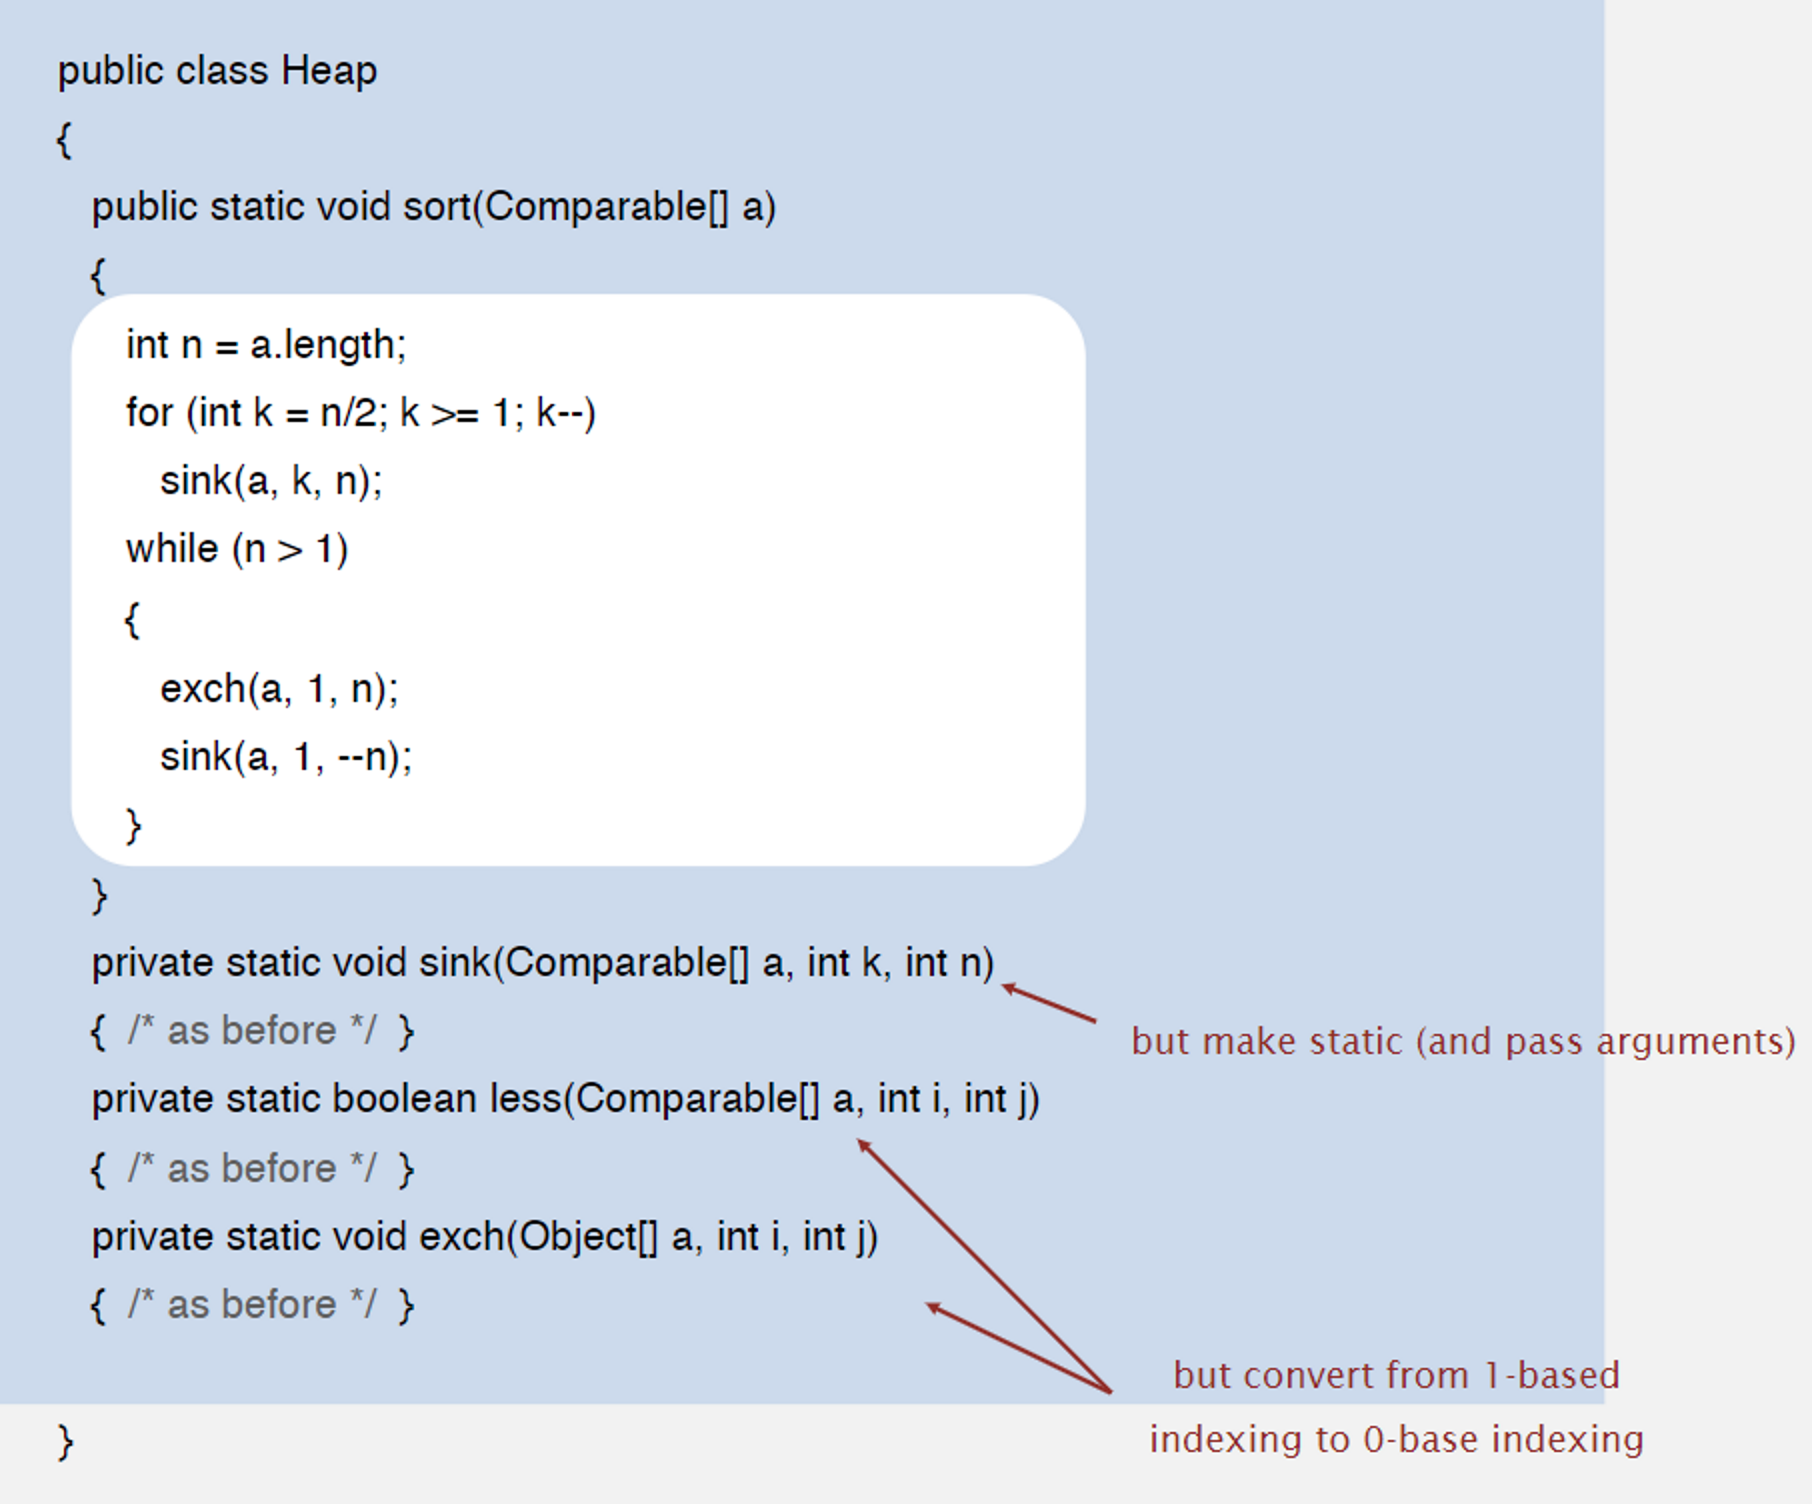 public class Heap
{
public static void sort(Comparable[] a)
{
int n = a.length;
for (int k = n/2; k >= 1; k--)
sink(a, k, n);
while (n > 1)
{
exch(a, 1, n);
sink(a, 1, --n);
}
}
private static void sink(Comparable[] a, int k, int n)
{ /* as before */ }
but make static (and pass arguments)
private static boolean less(Comparable[] a, int i, int j)
{ /* as before */ }
private static void exch(Object[] a, int i, int j)
{ /* as before */ }
but convert from 1-based
indexing to 0-base indexing
}